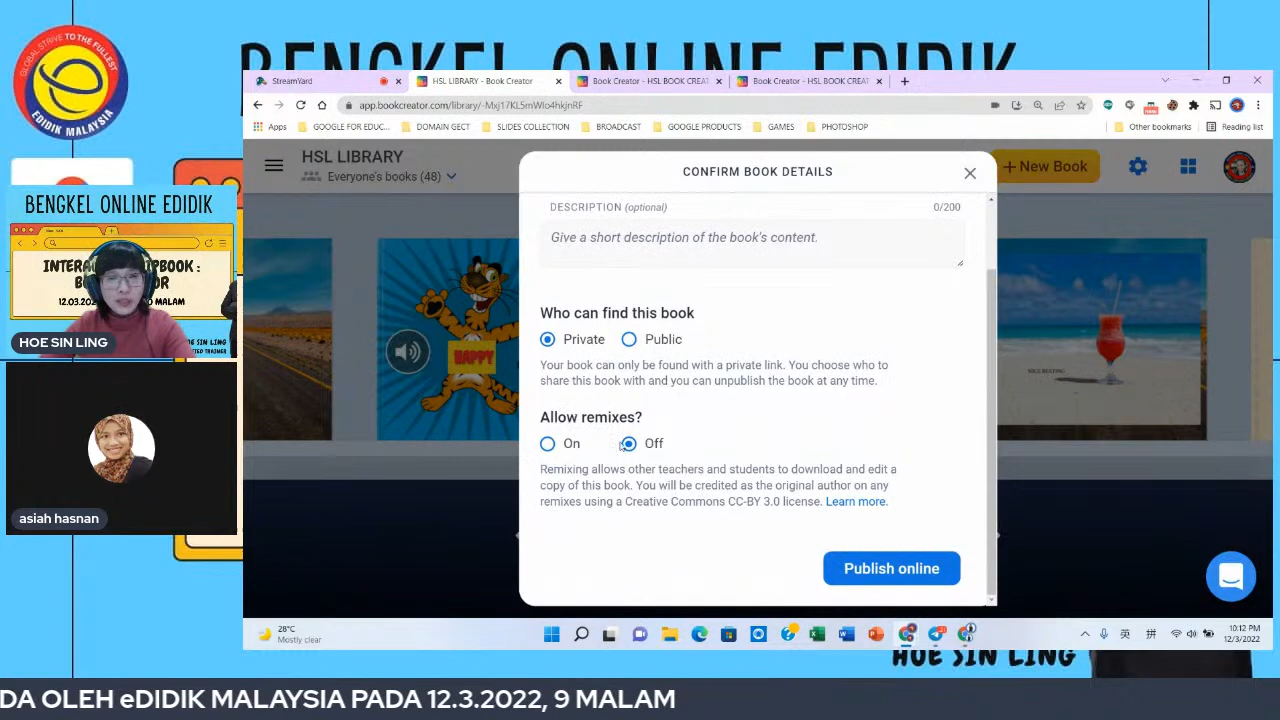 BENGKEL ONLINE EDIDIK
GLOBAL STRIVE TO THE FULLEST
EDIDIK MALAYSIA
StreamYard
HSL LIBRARY - Book Creator
Book Creator - HSL BOOK CREAT
Book Creator - HSL BOOK CREAT
app.bookcreator.com/library/-Mxj17KL5mWIo4hkjnRF
Apps
GOOGLE FOR EDUC...
DOMAIN GECT
SLIDES COLLECTION
BROADCAST
GOOGLE PRODUCTS
GAMES
PHOTOSHOP
Other bookmarks
Reading list
HSL LIBRARY
Everyone's books (48)
+ New Book
CONFIRM BOOK DETAILS
DESCRIPTION (optional)
0/200
Give a short description of the book's content.
Who can find this book
Private
Public
Your book can only be found with a private link. You choose who to
share this book with and you can unpublish the book at any time.
Allow remixes?
On
Off
Remixing allows other teachers and students to download and edit a
copy of this book. You will be credited as the original author on any
remixes using a Creative Commons CC-BY 3.0 license. Learn more.
Publish online
HAPPY
BENGKEL ONLINE EDIDIK
12.03
MALAM
HOE SIN LING
asiah hasnan
28°C
Mostly clear
英
拼
10:12 PM
12/3/2022
HOE SIN LING
DA OLEH eDIDIK MALAYSIA PADA 12.3.2022, 9 MALAM